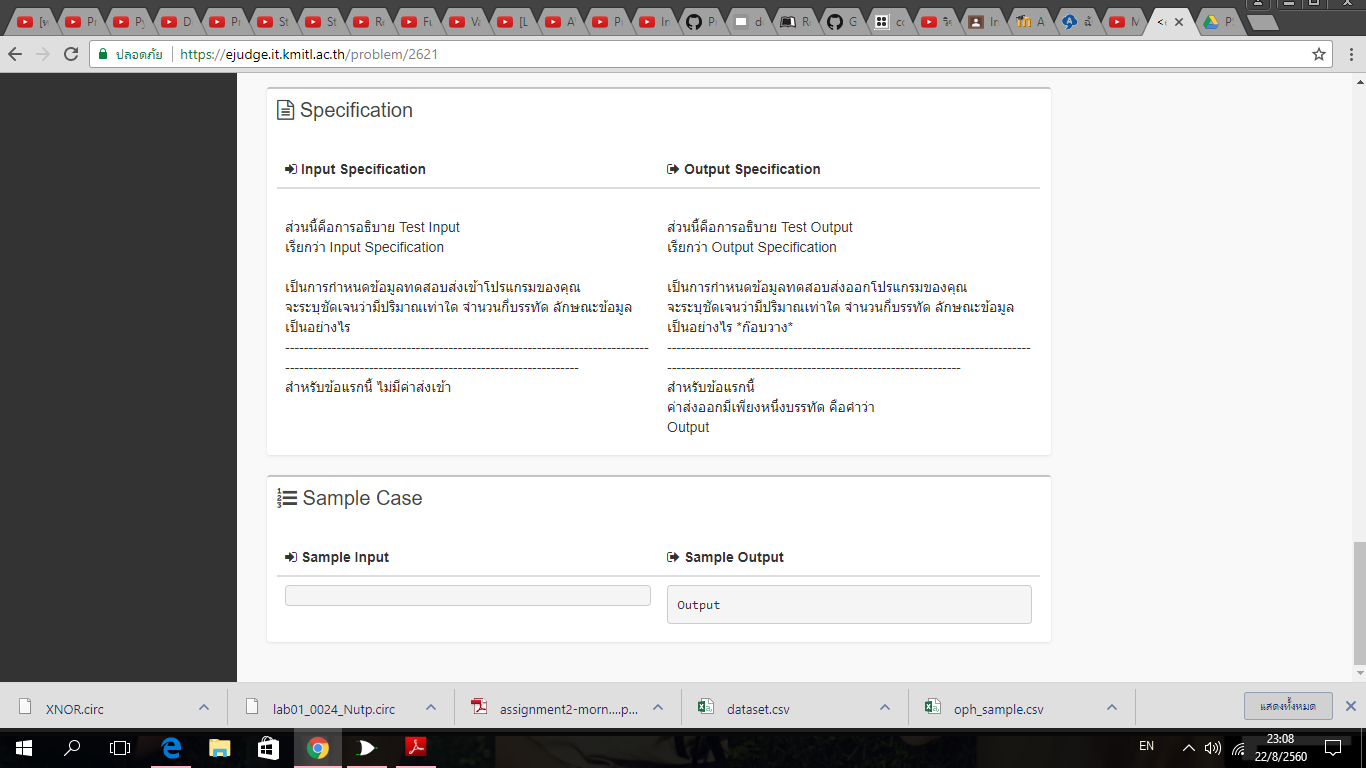 ปลอดภัย https://ejudge.it.kmitl.ac.th/problem/2621
Specification
Input Specification
Output Specification
ส่วนนี้คือการอธิบาย Test Input
เรียกว่า Input Specification
เป็นการกำหนดข้อมูลทดสอบส่งเข้าโปรแกรมของคุณ
จะระบุชัดเจนว่ามีปริมาณเท่าใด จำนวนกี่บรรทัด ลักษณะข้อมูล
เป็นอย่างไร
ส่วนนี้คือการอธิบาย Test Output
เรียกว่า Output Specification
เป็นการกำหนดข้อมูลทดสอบส่งออกโปรแกรมของคุณ
จะระบุชัดเจนว่ามีปริมาณเท่าใด จำนวนกี่บรรทัด ลักษณะข้อมูล
เป็นอย่างไร *ก๊อบวาง*
สำหรับข้อแรกนี้ ไม่มีค่าส่งเข้า
สำหรับข้อแรกนี้
ค่าส่งออกมีเพียงหนึ่งบรรทัด คือคำว่า
Output
Sample Case
Sample Input
Sample Output
Output
XNOR.circ
lab01_0024_Nutp.circ
assignment2-morn....p...
dataset.csv
oph_sample.csv
แสดงทั้งหมด
EN
23:08
22/8/2560